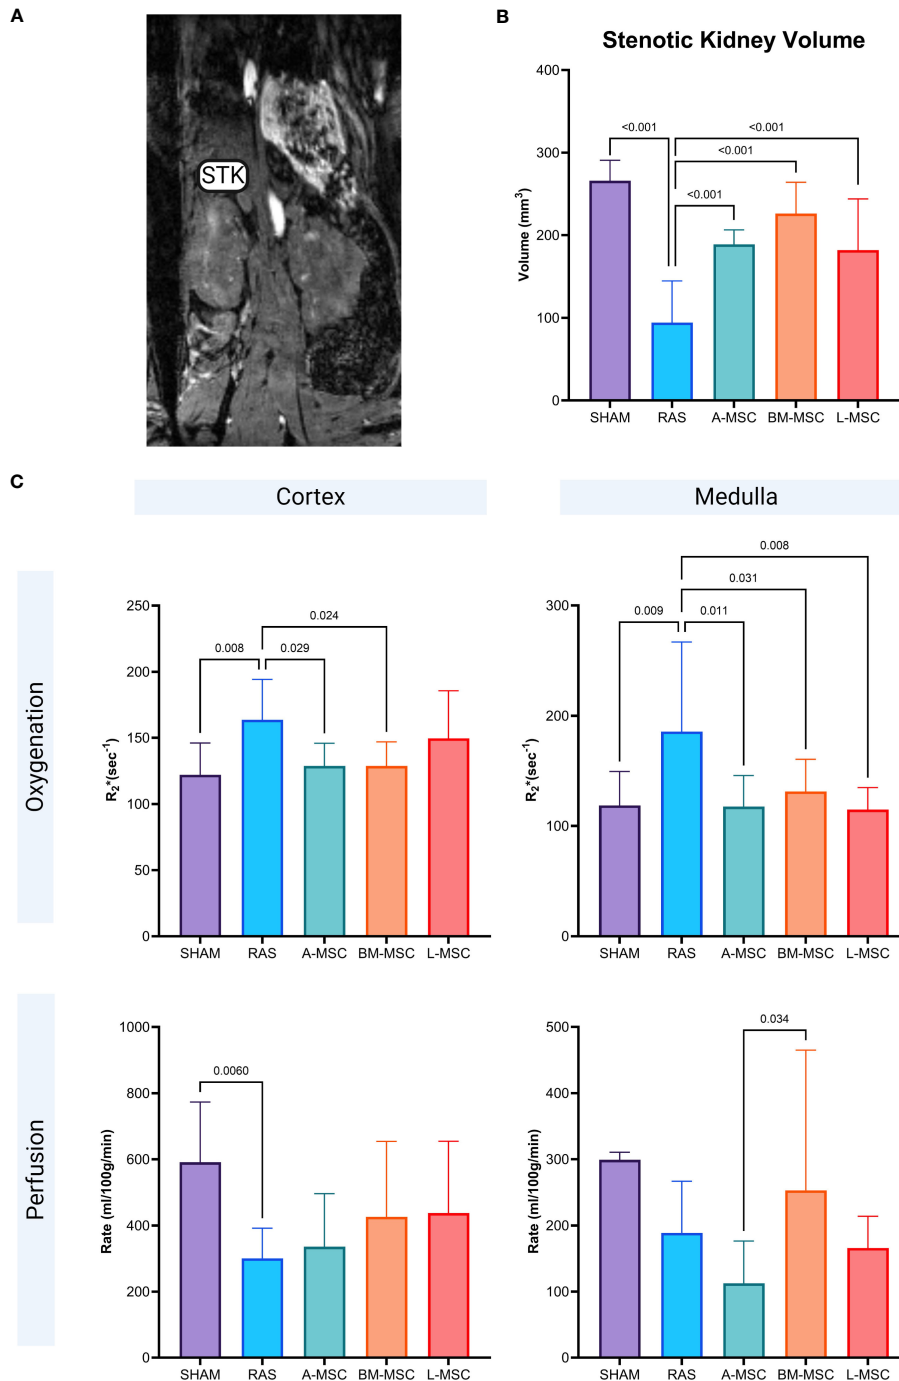 A
STK
B
Stenotic Kidney Volume
Volume (mm³)
400
300
200
100
0
<0.001
<0.001
<0.001
<0.001
SHAM RAS A-MSC BM-MSC L-MSC
C
Cortex
Medulla
Oxygenation
R₂*(sec⁻¹)
250
200
150
100
50
0
0.024
0.008
0.029
SHAM RAS A-MSC BM-MSC L-MSC
R₂*(sec⁻¹)
300
200
100
0
0.008
0.031
0.009
0.011
SHAM RAS A-MSC BM-MSC L-MSC
Perfusion
Rate (ml/100g/min)
1000
800
600
400
200
0
0.0060
SHAM RAS A-MSC BM-MSC L-MSC
Rate (ml/100g/min)
500
400
300
200
100
0
0.034
SHAM RAS A-MSC BM-MSC L-MSC